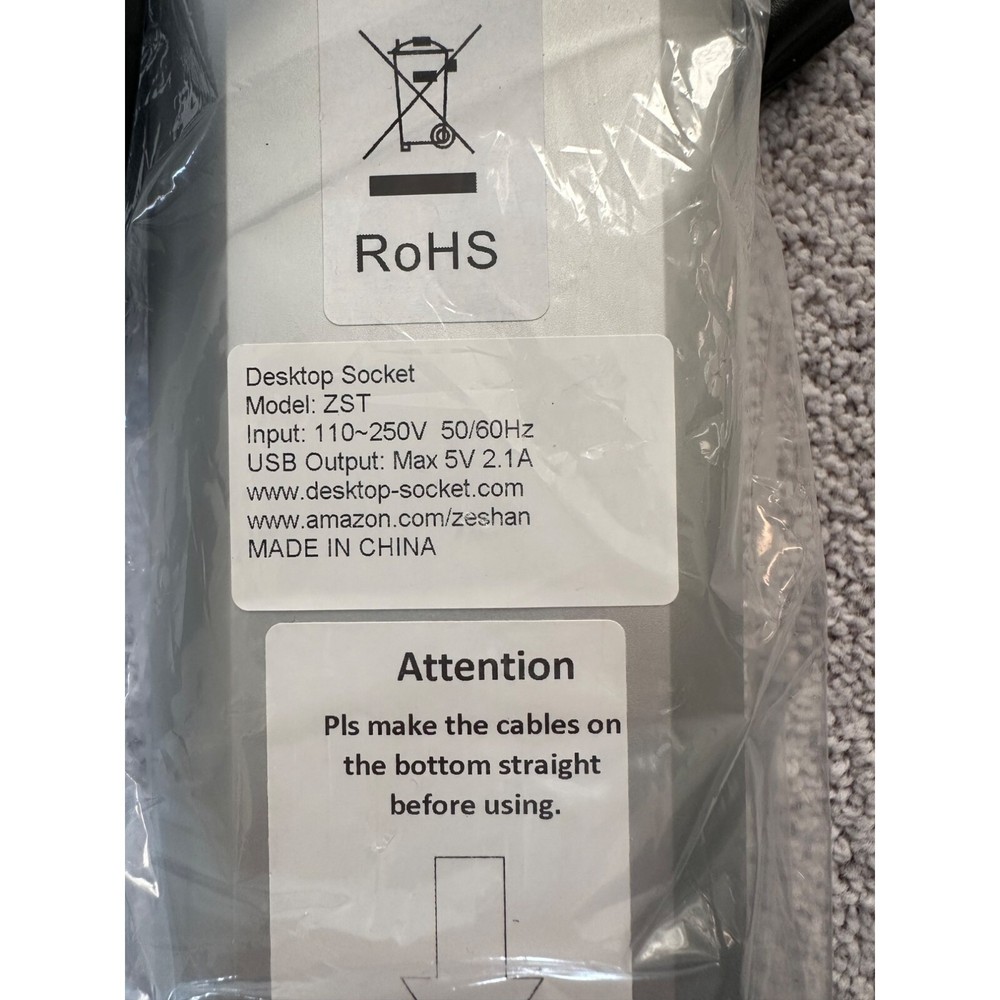 RoHS
Desktop Socket
Model: ZST
Input: 110~250V 50/60Hz
USB Output: Max 5V 2.1A
www.desktop-socket.com
www.amazon.com/zeshan
MADE IN CHINA
Attention
Pls make the cables on
the bottom straight
before using.